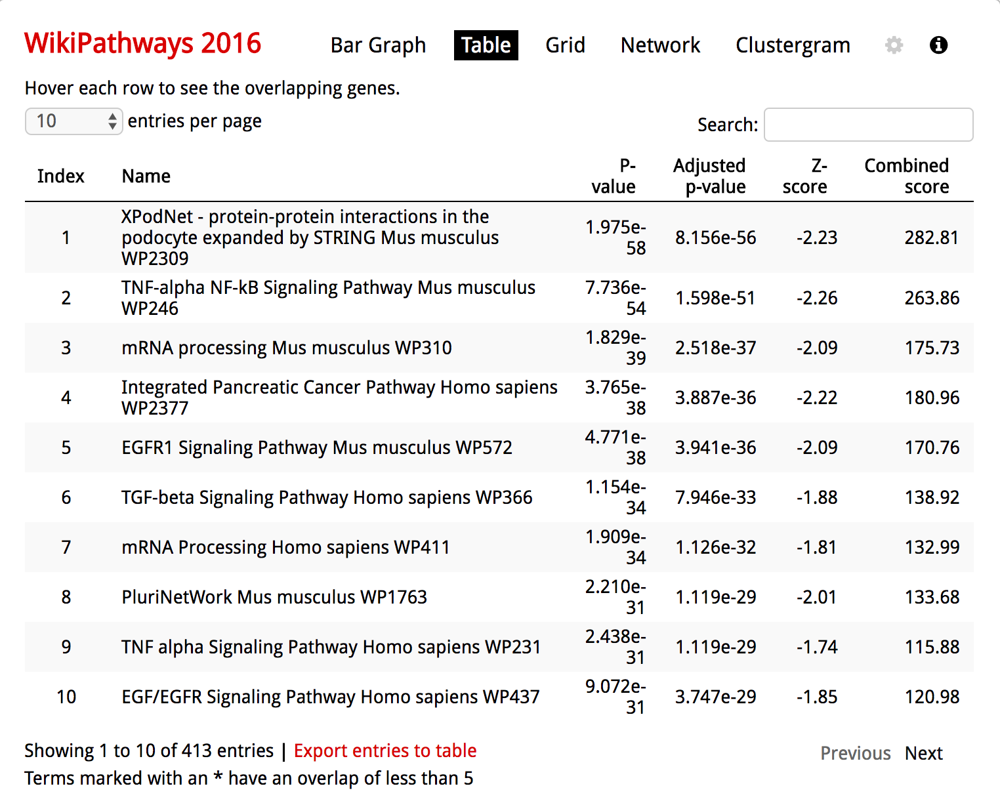 WikiPathways 2016 Bar Graph Table Grid Network Clustergram
Hover each row to see the overlapping genes.
10 entries per page Search:
Index Name P-value Adjusted p-value Z-score Combined score
1 XPodNet - protein-protein interactions in the podocyte expanded by STRING Mus musculus WP2309 1.975e-58 8.156e-56 -2.23 282.81
2 TNF-alpha NF-kB Signaling Pathway Mus musculus WP246 7.736e-54 1.598e-51 -2.26 263.86
3 mRNA processing Mus musculus WP310 1.829e-39 2.518e-37 -2.09 175.73
4 Integrated Pancreatic Cancer Pathway Homo sapiens WP2377 3.765e-38 3.887e-36 -2.22 180.96
5 EGFR1 Signaling Pathway Mus musculus WP572 4.771e-38 3.941e-36 -2.09 170.76
6 TGF-beta Signaling Pathway Homo sapiens WP366 1.154e-34 7.946e-33 -1.88 138.92
7 mRNA Processing Homo sapiens WP411 1.909e-34 1.126e-32 -1.81 132.99
8 PluriNetWork Mus musculus WP1763 2.210e-31 1.119e-29 -2.01 133.68
9 TNF alpha Signaling Pathway Homo sapiens WP231 2.438e-31 1.119e-29 -1.74 115.88
10 EGF/EGFR Signaling Pathway Homo sapiens WP437 9.072e-31 3.747e-29 -1.85 120.98
Showing 1 to 10 of 413 entries | Export entries to table Previous Next
Terms marked with an * have an overlap of less than 5